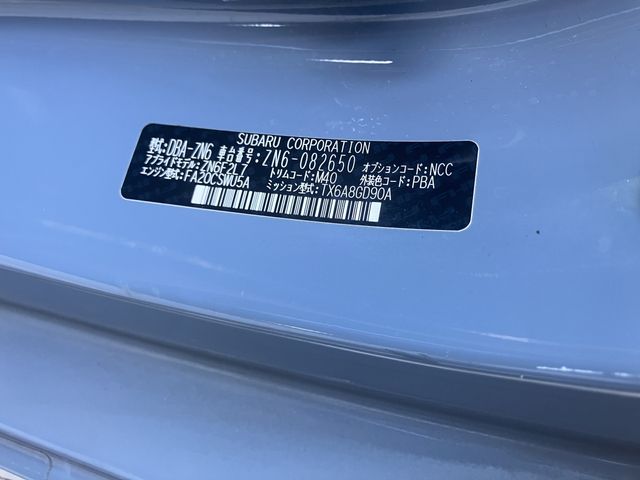 SUBARU CORPORATION
型式:DBA-ZN6 車台番号:ZN6-082650 オプションコード:NCC
アプライドモデル:ZN6F2L7 トリムコード:M40 外装色コード:PBA
エンジン型式:FA20CSWU5A ミッション型式:TX6A8GD90A